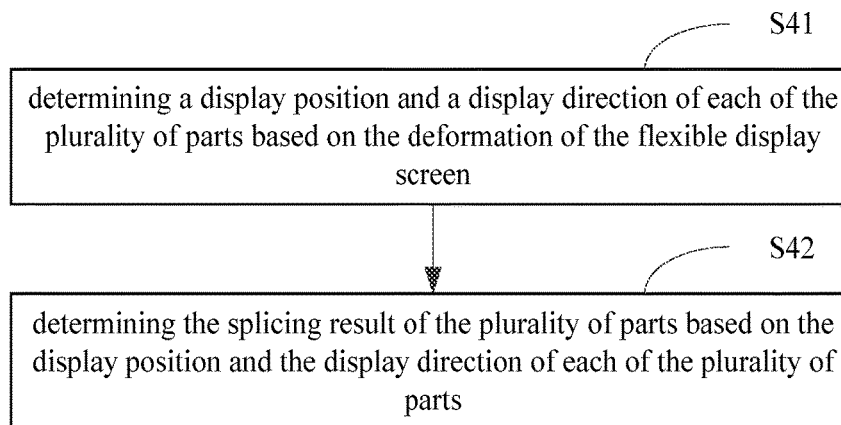 S41
determining a display position and a display direction of each of the
plurality of parts based on the deformation of the flexible display
screen
S42
determining the splicing result of the plurality of parts based on the
display position and the display direction of each of the plurality of
parts